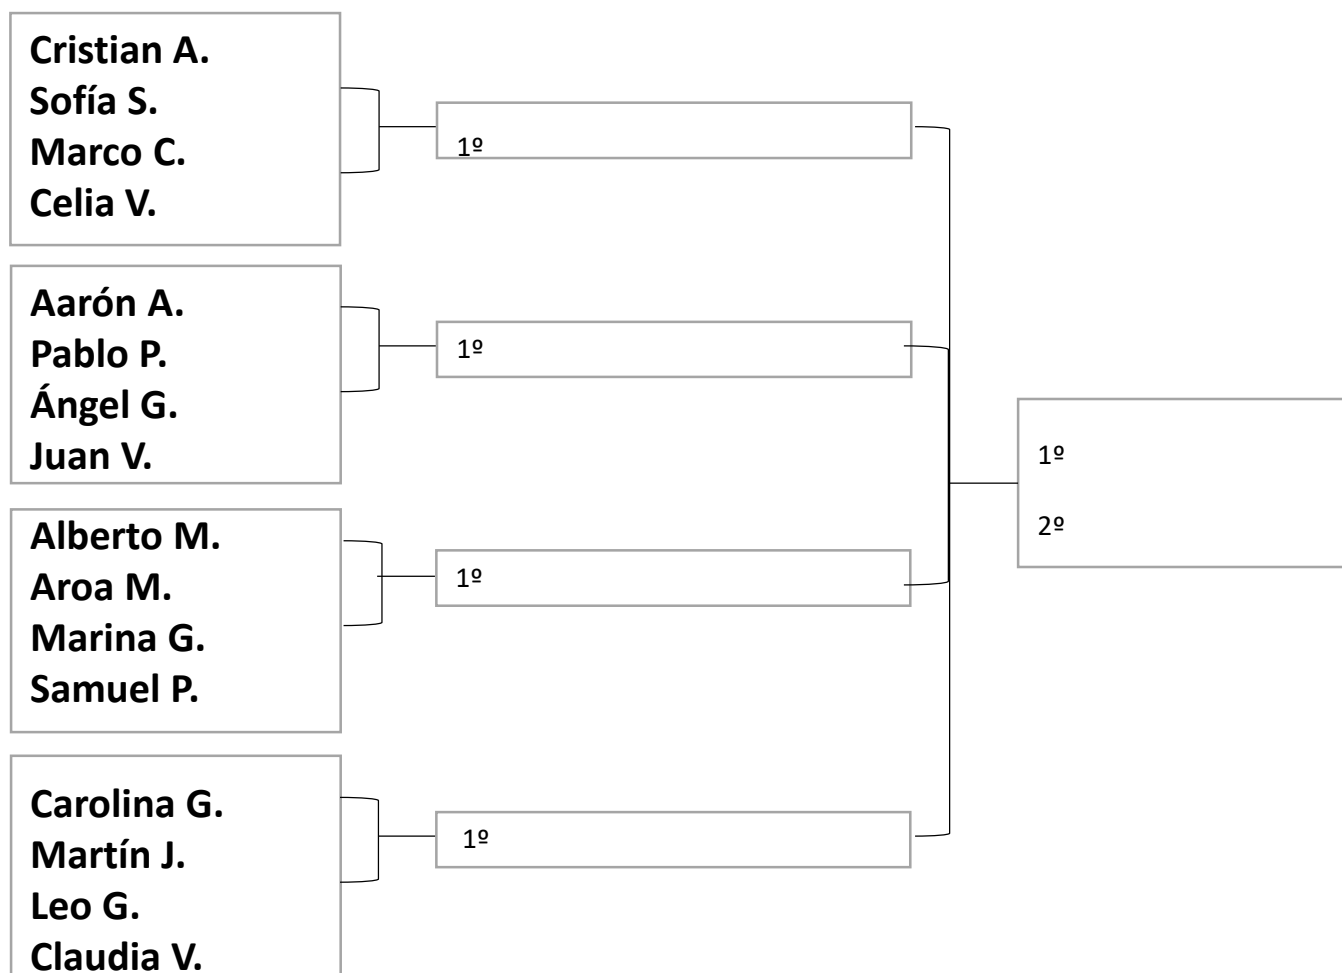 Cristian A.
Sofía S.
Marco C.
Celia V.
1º
Aarón A.
Pablo P.
Ángel G.
Juan V.
1º
Alberto M.
Aroa M.
Marina G.
Samuel P.
1º
Carolina G.
Martín J.
Leo G.
Claudia V.
1º
1º
2º